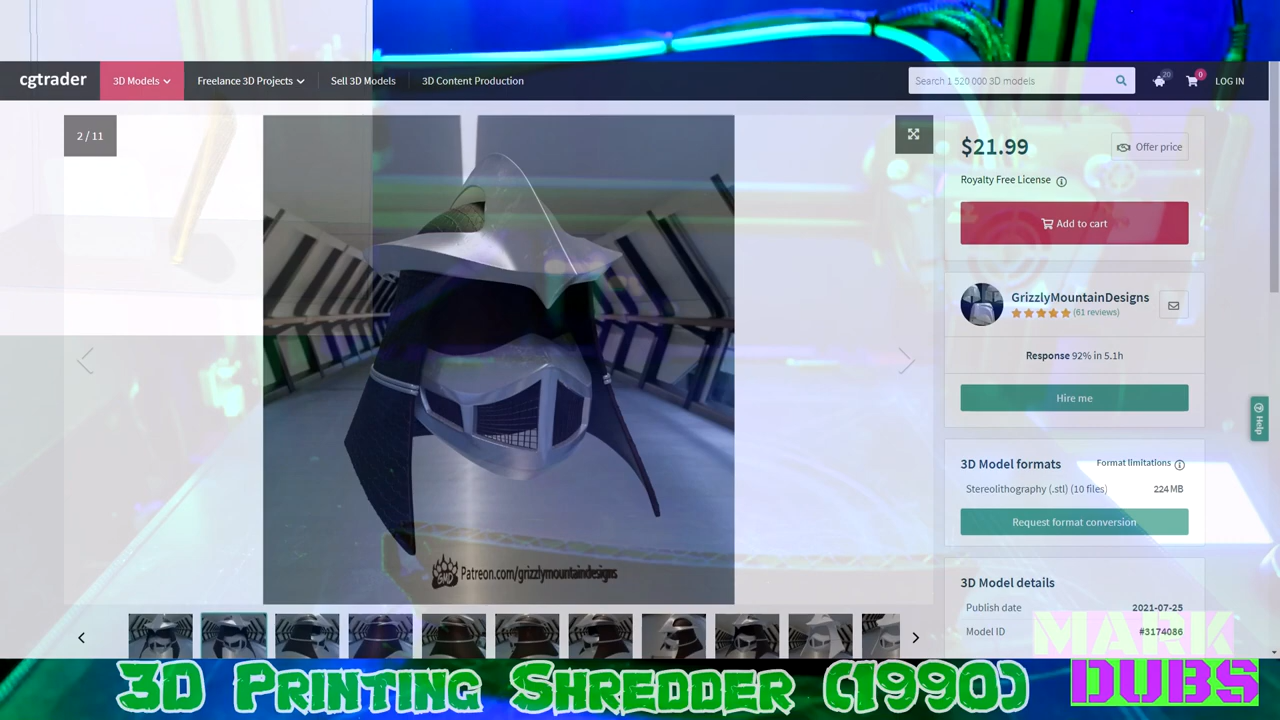 cgtrader 3D Models Freelance 3D Projects Sell 3D Models 3D Content Production Search 1 520 000 3D models 20 0 LOG IN
2 / 11
$21.99 Offer price
Royalty Free License
Add to cart
GrizzlyMountainDesigns
(61 reviews)
Response 92% in 5.1h
Hire me
Help
3D Model formats Format limitations
Stereolithography (.stl) (10 files) 224 MB
Request format conversion
GMD Patreon.com/grizzlymountaindesigns
3D Model details
Publish date 2021-07-25
Model ID #3174086
MARK
DUBS
3D Printing Shredder (1990)